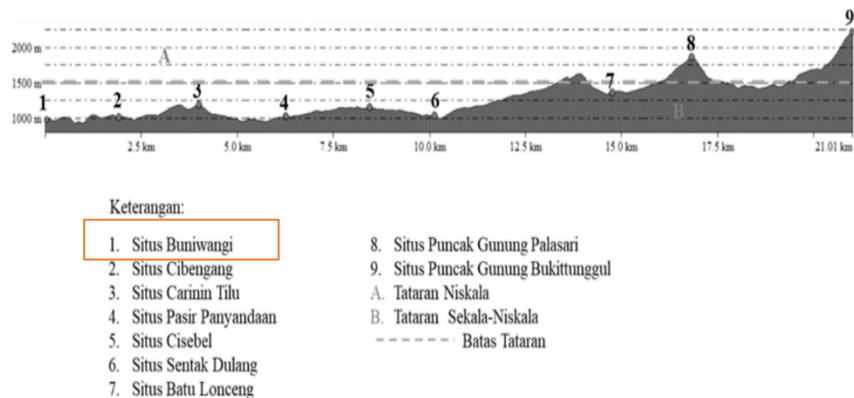 9
2000 m
A
8
1500 m
7
3
5
1
2
4
6
B
1000 m
2.5 km 5.0 km 7.5 km 10.0 km 12.5 km 15.0 km 17.5 km 21.01 km
Keterangan:
1. Situs Buniwangi
2. Situs Cibengang
3. Situs Carinin Tilu
4. Situs Pasir Panyandaan
5. Situs Cisebel
6. Situs Sentak Dulang
7. Situs Batu Lonceng
8. Situs Puncak Gunung Palasari
9. Situs Puncak Gunung Bukittunggul
A. Tataran Niskala
B. Tataran Sekala-Niskala
Batas Tataran